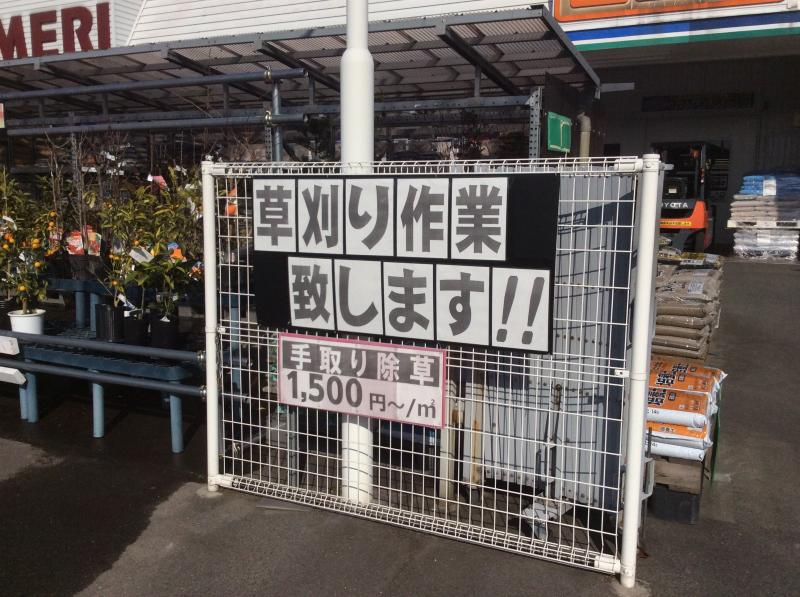 MERI
草刈り作業
致します!!
手取り除草
1,500円～/㎡
TOYOTA